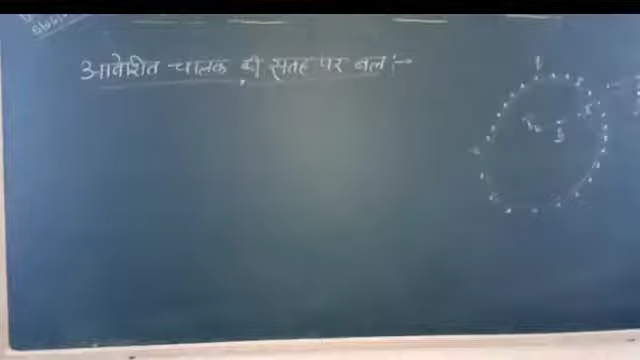 आवेशित चालक की सतह पर बल :-